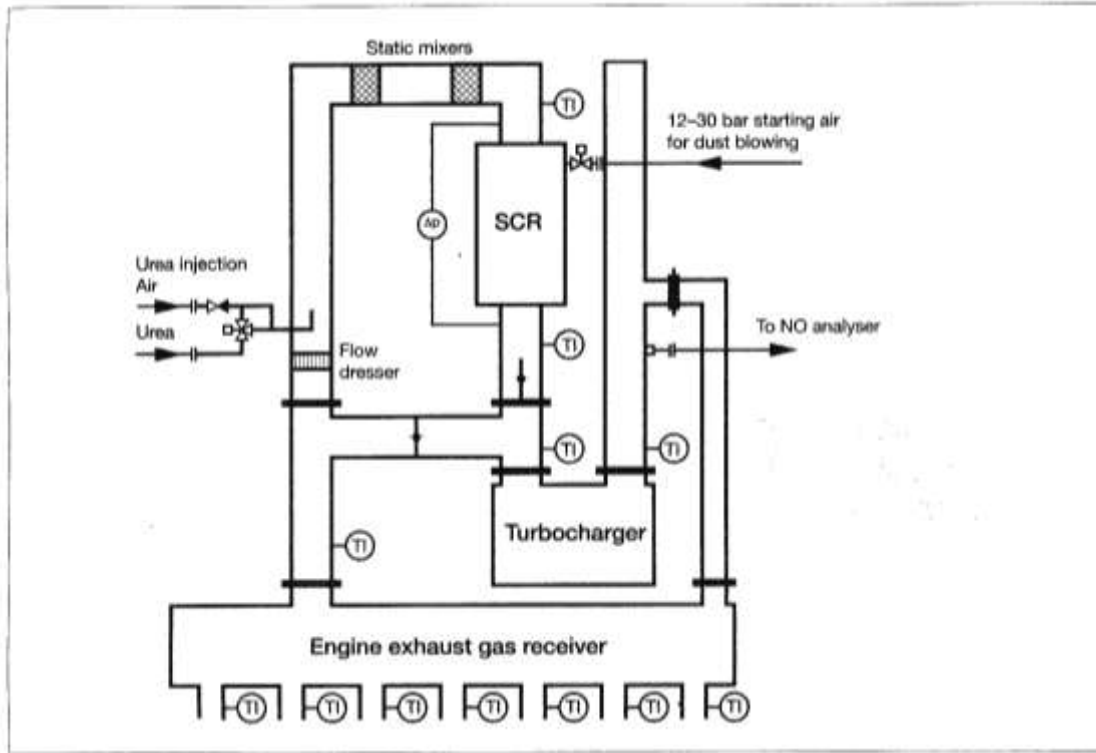 Static mixers
TI
12–30 bar starting air
for dust blowing
SCR
Δp
Urea injection
Air
Urea
Flow
dresser
TI
To NO analyser
TI
TI
Turbocharger
TI
Engine exhaust gas receiver
TI
TI
TI
TI
TI
TI
TI